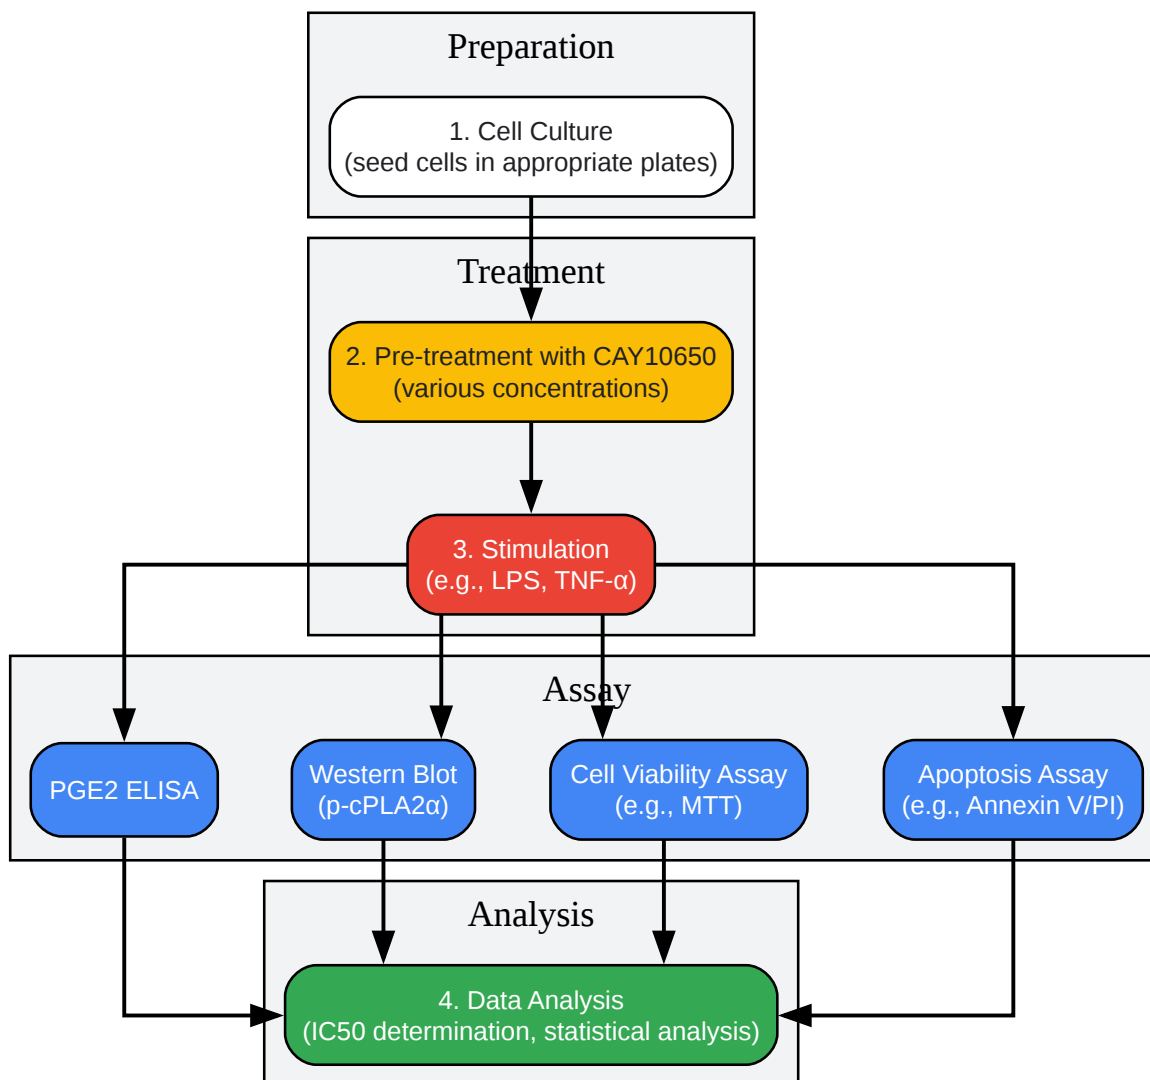 Preparation
1. Cell Culture
(seed cells in appropriate plates)
Treatment
2. Pre-treatment with CAY10650
(various concentrations)
3. Stimulation
(e.g., LPS, TNF-α)
Assay
PGE2 ELISA
Western Blot
(p-cPLA2α)
Cell Viability Assay
(e.g., MTT)
Apoptosis Assay
(e.g., Annexin V/PI)
Analysis
4. Data Analysis
(IC50 determination, statistical analysis)